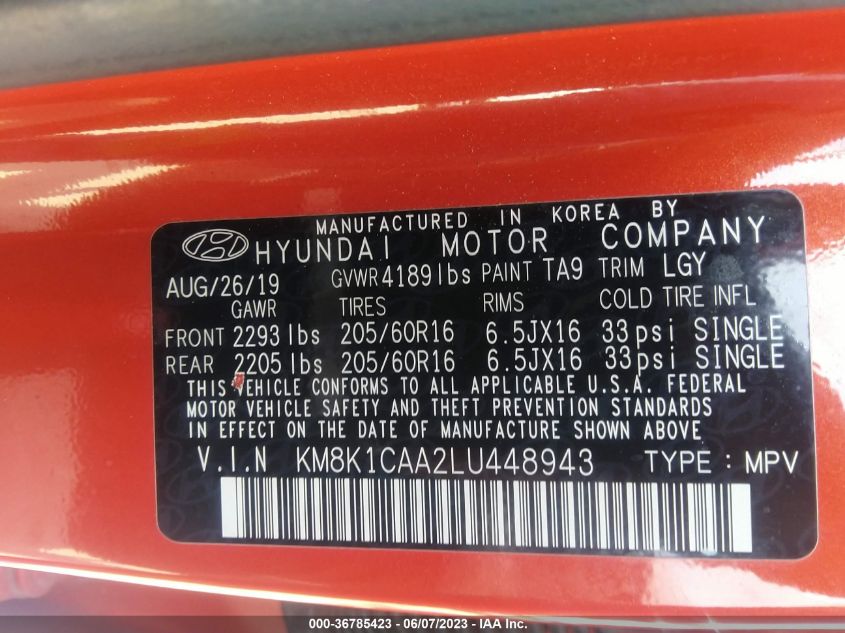 MANUFACTURED IN KOREA BY
HYUNDAI MOTOR COMPANY
AUG/26/19 GVWR 4189 lbs PAINT TA9 TRIM LGY
GAWR TIRES RIMS COLD TIRE INFL
FRONT 2293 lbs 205/60R16 6.5JX16 33psi SINGLE
REAR 2205 lbs 205/60R16 6.5JX16 33psi SINGLE
THIS VEHICLE CONFORMS TO ALL APPLICABLE U.S.A. FEDERAL
MOTOR VEHICLE SAFETY AND THEFT PREVENTION STANDARDS
IN EFFECT ON THE DATE OF MANUFACTURE SHOWN ABOVE
V.I.N KM8K1CAA2LU448943 TYPE : MPV
000-36785423 - 06/07/2023 - IAA Inc.